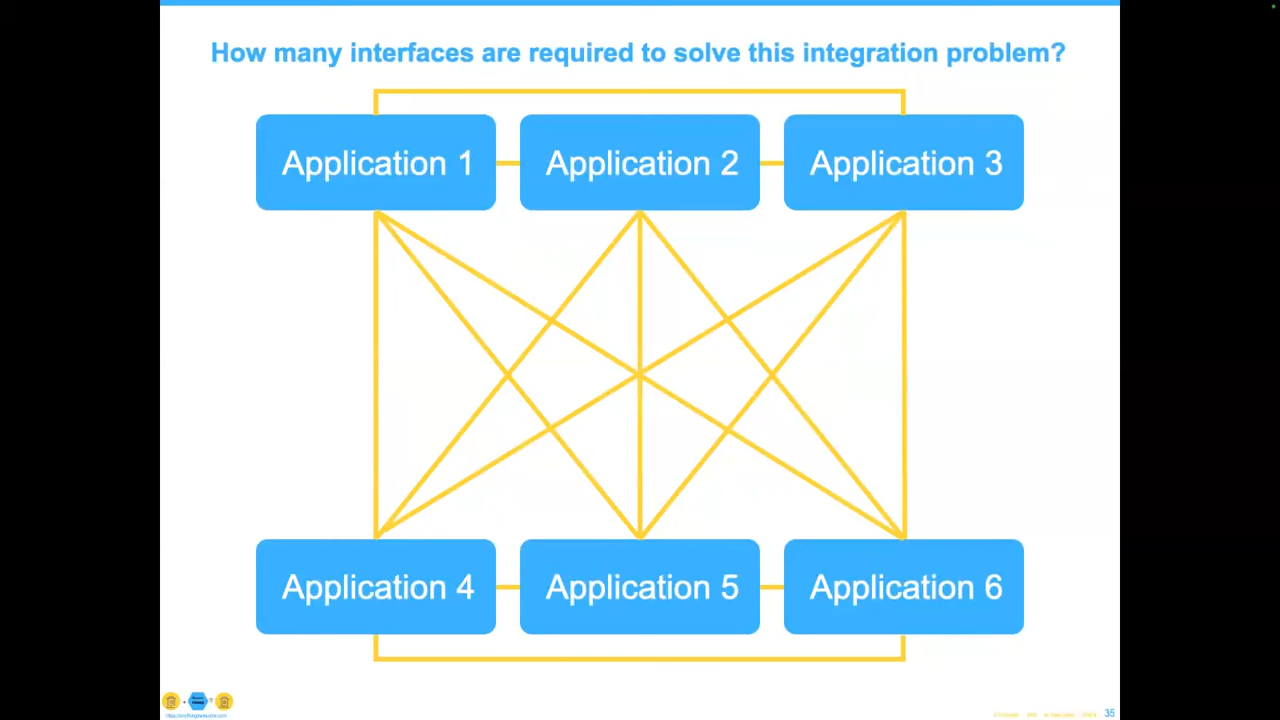 How many interfaces are required to solve this integration problem?
Application 1
Application 2
Application 3
Application 4
Application 5
Application 6
35